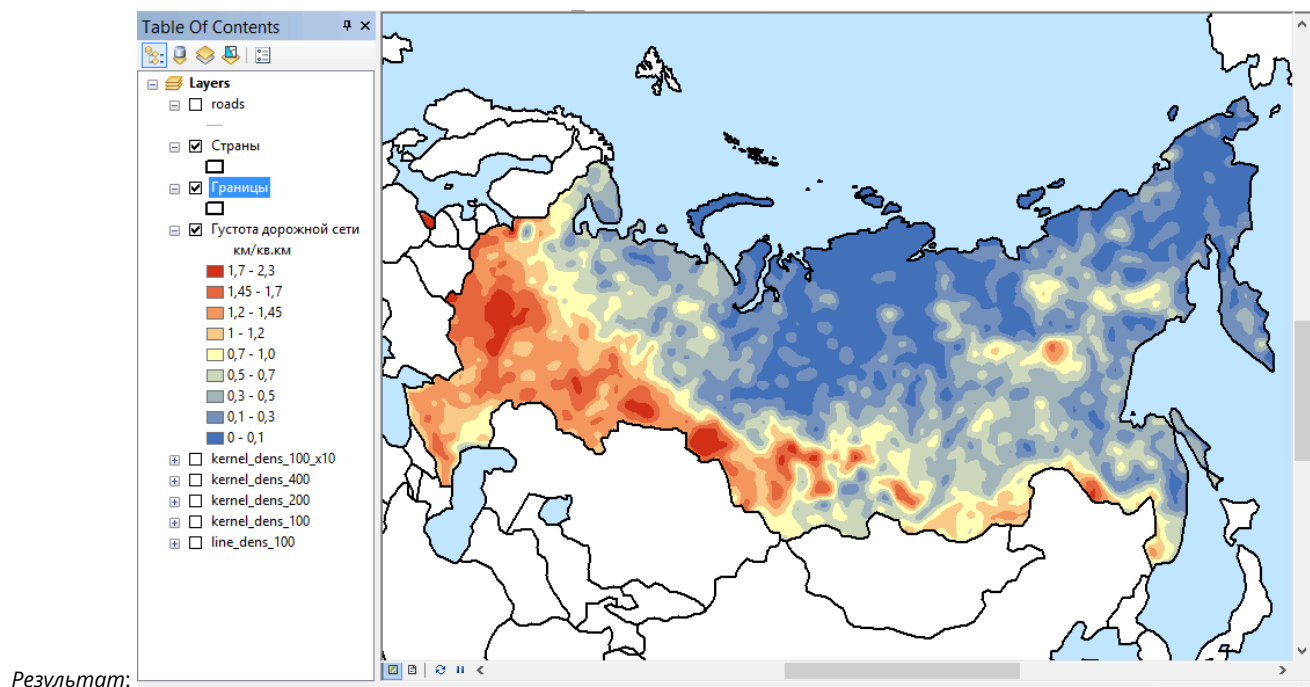 Table Of Contents
Layers
roads
Страны
Границы
Густота дорожной сети
км/кв.км
1,7 - 2,3
1,45 - 1,7
1,2 - 1,45
1 - 1,2
0,7 - 1,0
0,5 - 0,7
0,3 - 0,5
0,1 - 0,3
0 - 0,1
kernel_dens_100_x10
kernel_dens_400
kernel_dens_200
kernel_dens_100
line_dens_100
Результат: